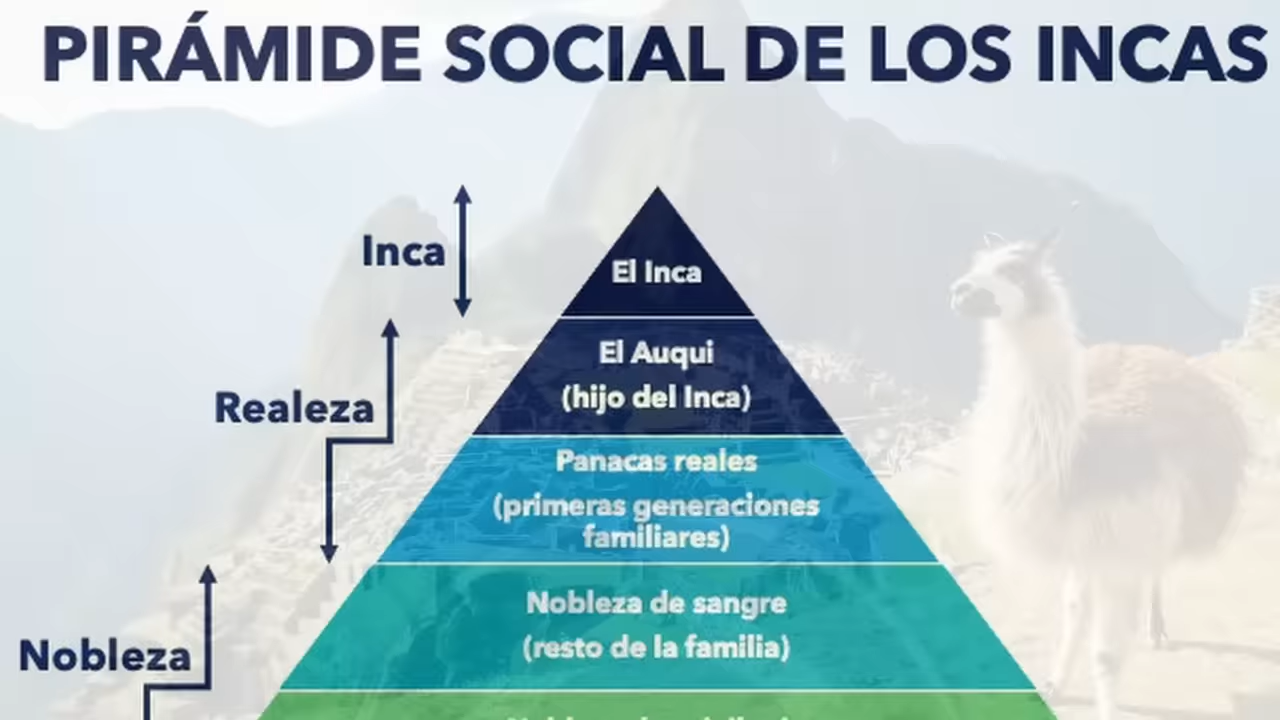 PIRÁMIDE SOCIAL DE LOS INCAS
Inca
El Inca
El Auqui
(hijo del Inca)
Realeza
Panacas reales
(primeras generaciones
familiares)
Nobleza de sangre
(resto de la familia)
Nobleza